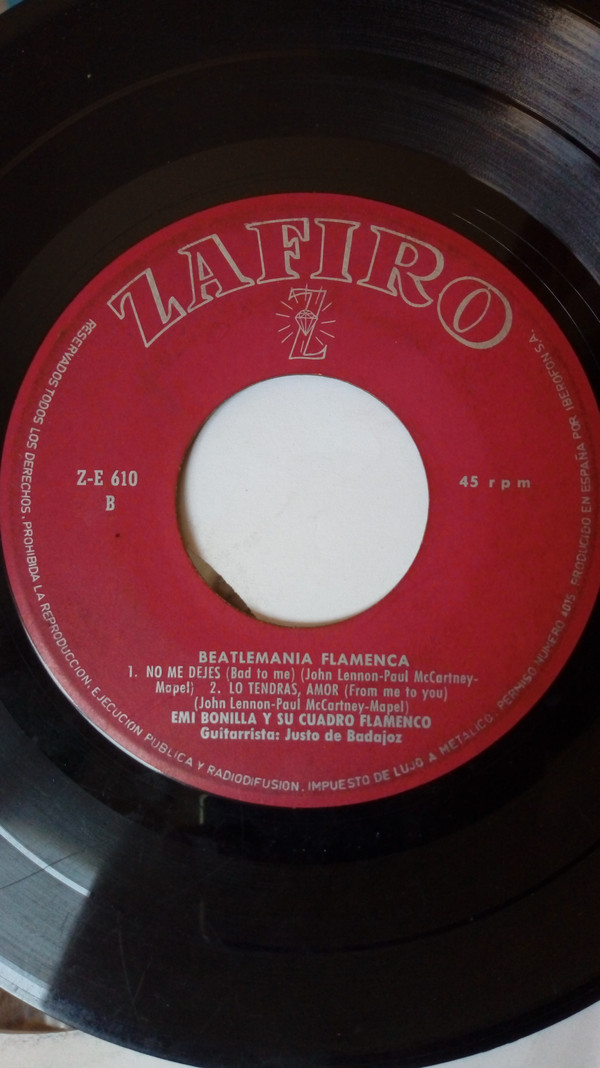 ZAFIRO
Z
Z-E 610
B
45 rpm
BEATLEMANIA FLAMENCA
1. NO ME DEJES (Bad to me) (John Lennon-Paul McCartney-
Mapel) 2. LO TENDRAS, AMOR (From me to you)
(John Lennon-Paul McCartney-Mapel)
EMI BONILLA Y SU CUADRO FLAMENCO
Guitarrista: Justo de Badajoz
RESERVADOS TODOS LOS DERECHOS. PROHIBIDA LA REPRODUCCION, EJECUCION PUBLICA Y RADIODIFUSION. IMPUESTO DE LUJO A METALICO. PERMISO NUMERO 4015. PRODUCIDO EN ESPAÑA POR IBEROFON S.A.